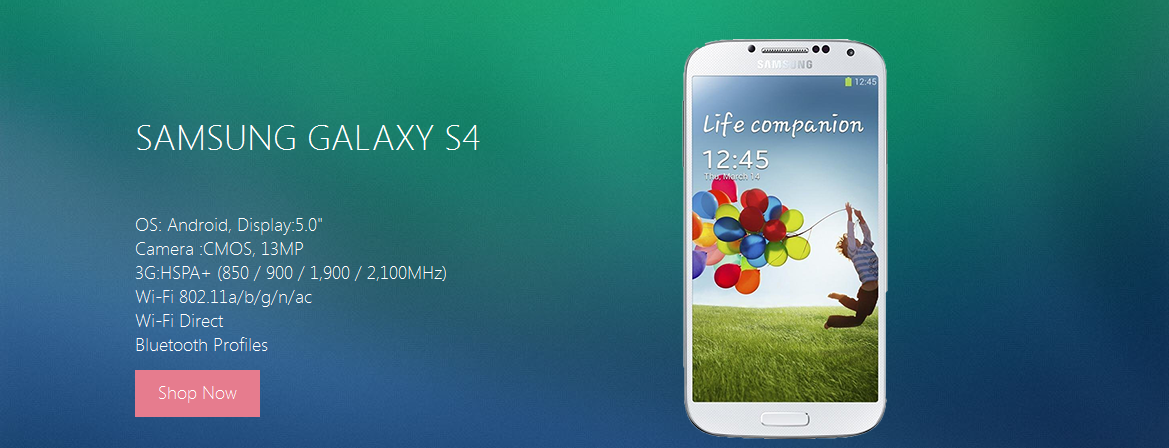 SAMSUNG GALAXY S4
OS: Android, Display:5.0"
Camera :CMOS, 13MP
3G:HSPA+ (850 / 900 / 1,900 / 2,100MHz)
Wi-Fi 802.11a/b/g/n/ac
Wi-Fi Direct
Bluetooth Profiles
Shop Now
SAMSUNG
12:45
Life companion
12:45
Thu, March 14